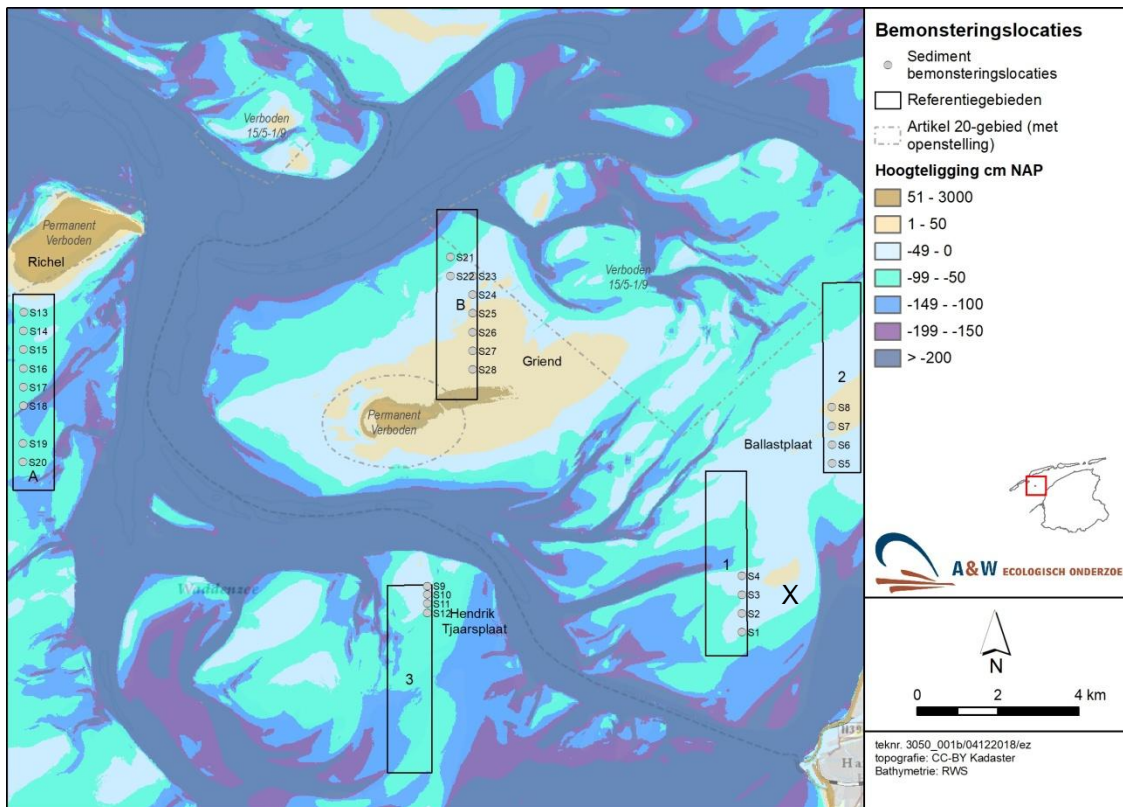 Verboden
15/5-1/9
Permanent
Verboden
Richel
S13
S14
S15
S16
S17
S18
S19
S20
A
S21
S22
S23
B
S24
S25
S26
S27
S28
Verboden
15/5-1/9
Griend
Permanent
Verboden
2
S8
S7
S6
S5
Ballastplaat
1
S4
S3
S2
S1
X
Waddenzee
S9
S10
S11
S12
Hendrik
Tjaarsplaat
3
H39
Ha
Bemonsteringslocaties
Sediment
bemonsteringslocaties
Referentiegebieden
Artikel 20-gebied (met
openstelling)
Hoogteligging cm NAP
51 - 3000
1 - 50
-49 - 0
-99 - -50
-149 - -100
-199 - -150
> -200
A&W ECOLOGISCH ONDERZOE
N
0 2 4 km
teknr. 3050_001b/04122018/ez
topografie: CC-BY Kadaster
Bathymetrie: RWS